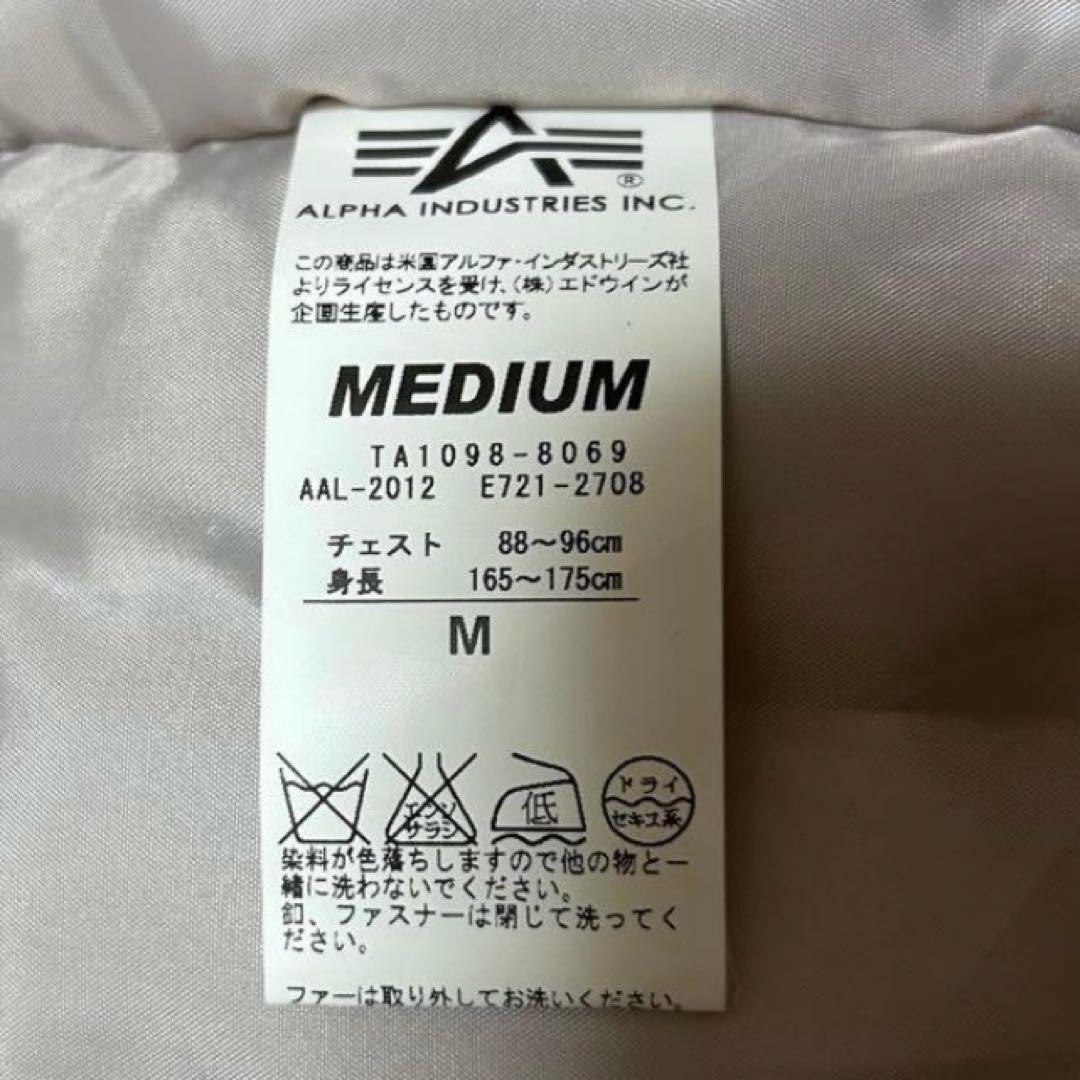 ALPHA INDUSTRIES INC.
®
この商品は米国アルファ・インダストリーズ社
よりライセンスを受け、(株)エドウインが
企画生産したものです。
MEDIUM
TA1098-8069
AAL-2012 E721-2708
チェスト 88～96cm
身長 165～175cm
M
エンソ
サラシ
低
ドライ
セキユ系
染料が色落ちしますので他の物と一
緒に洗わないでください。
釦、ファスナーは閉じて洗ってく
ださい。
ファーは取り外してお洗いください。